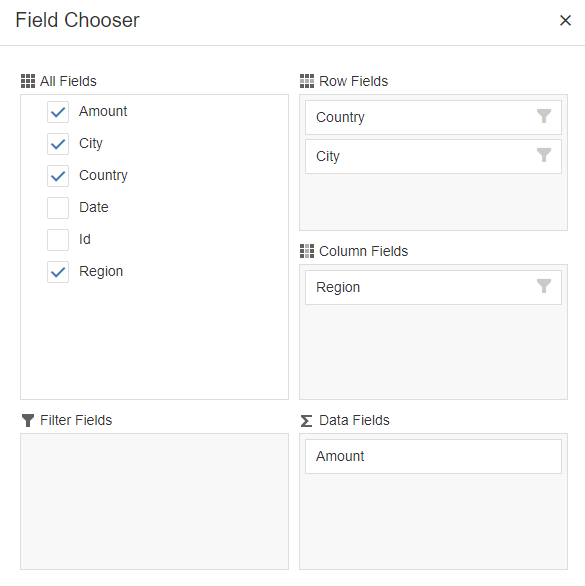 Field Chooser
All Fields
Amount
City
Country
Date
Id
Region
Row Fields
Country
City
Column Fields
Region
Filter Fields
Data Fields
Amount